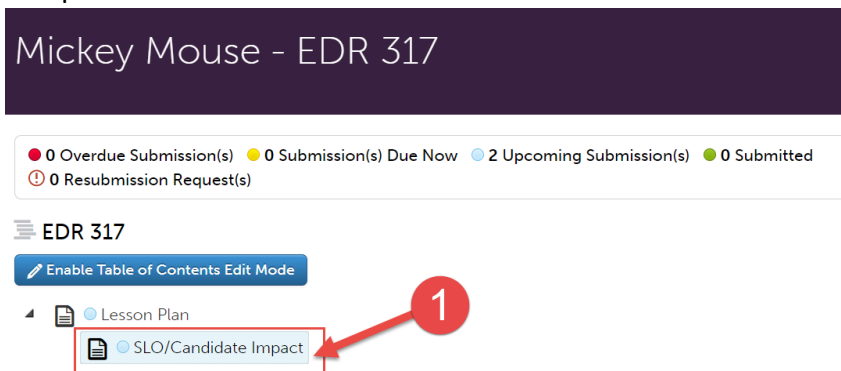 Mickey Mouse - EDR 317
0 Overdue Submission(s) 0 Submission(s) Due Now 2 Upcoming Submission(s) 0 Submitted
0 Resubmission Request(s)
EDR 317
Enable Table of Contents Edit Mode
1
Lesson Plan
SLO/Candidate Impact